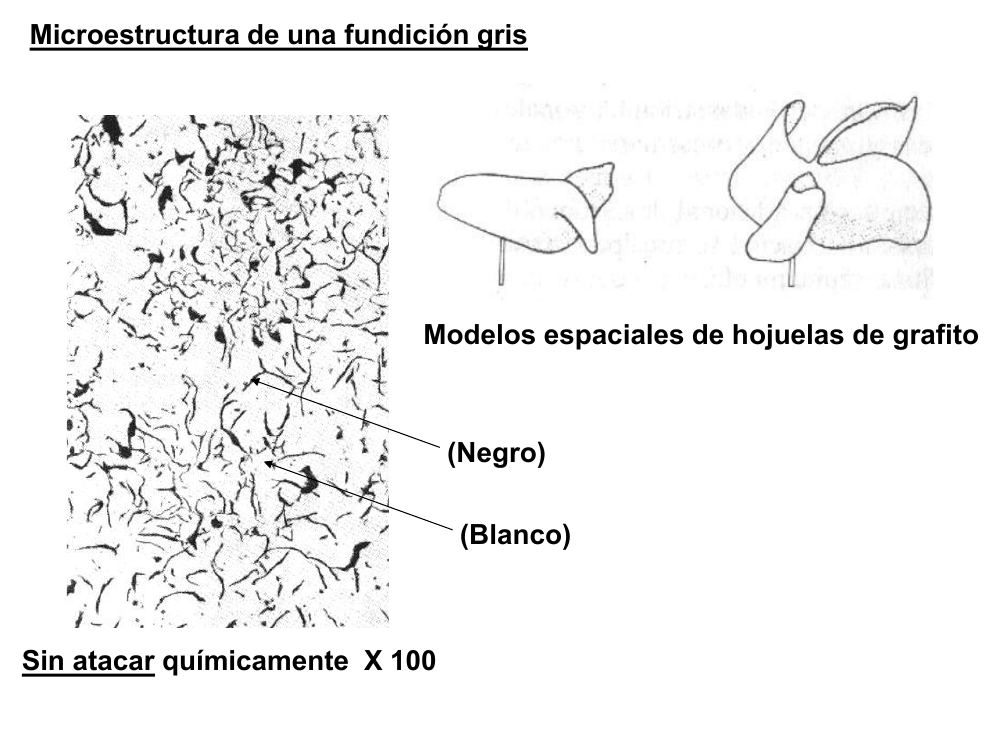 Microestructura de una fundición gris
Modelos espaciales de hojuelas de grafito
(Negro)
(Blanco)
Sin atacar químicamente X 100